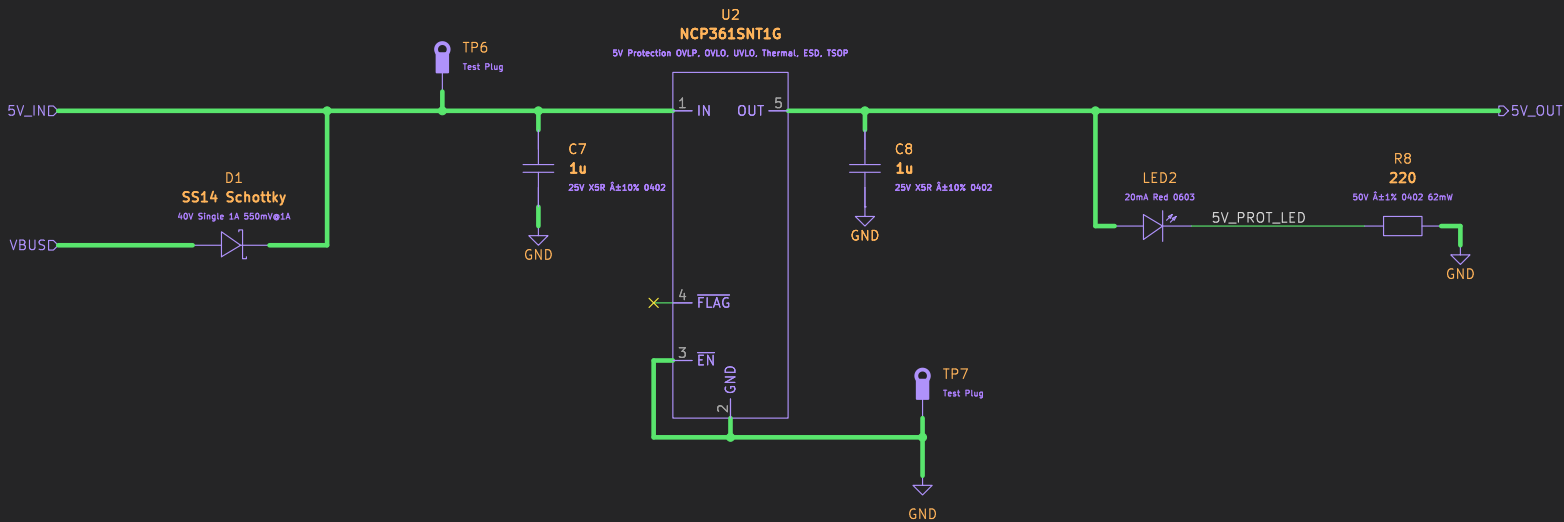 U2
NCP361SNT1G
5V Protection OVLP, OVLO, UVLO, Thermal, ESD, TSOP
TP6
Test Plug
5V_IN
1
IN
OUT
5
5V_OUT
C7
1u
25V X5R Â±10% 0402
C8
1u
25V X5R Â±10% 0402
D1
SS14 Schottky
40V Single 1A 550mV@1A
LED2
20mA Red 0603
R8
220
50V Â±1% 0402 62mW
5V_PROT_LED
VBUS
GND
GND
GND
4
FLAG
3
EN
GND
2
TP7
Test Plug
GND